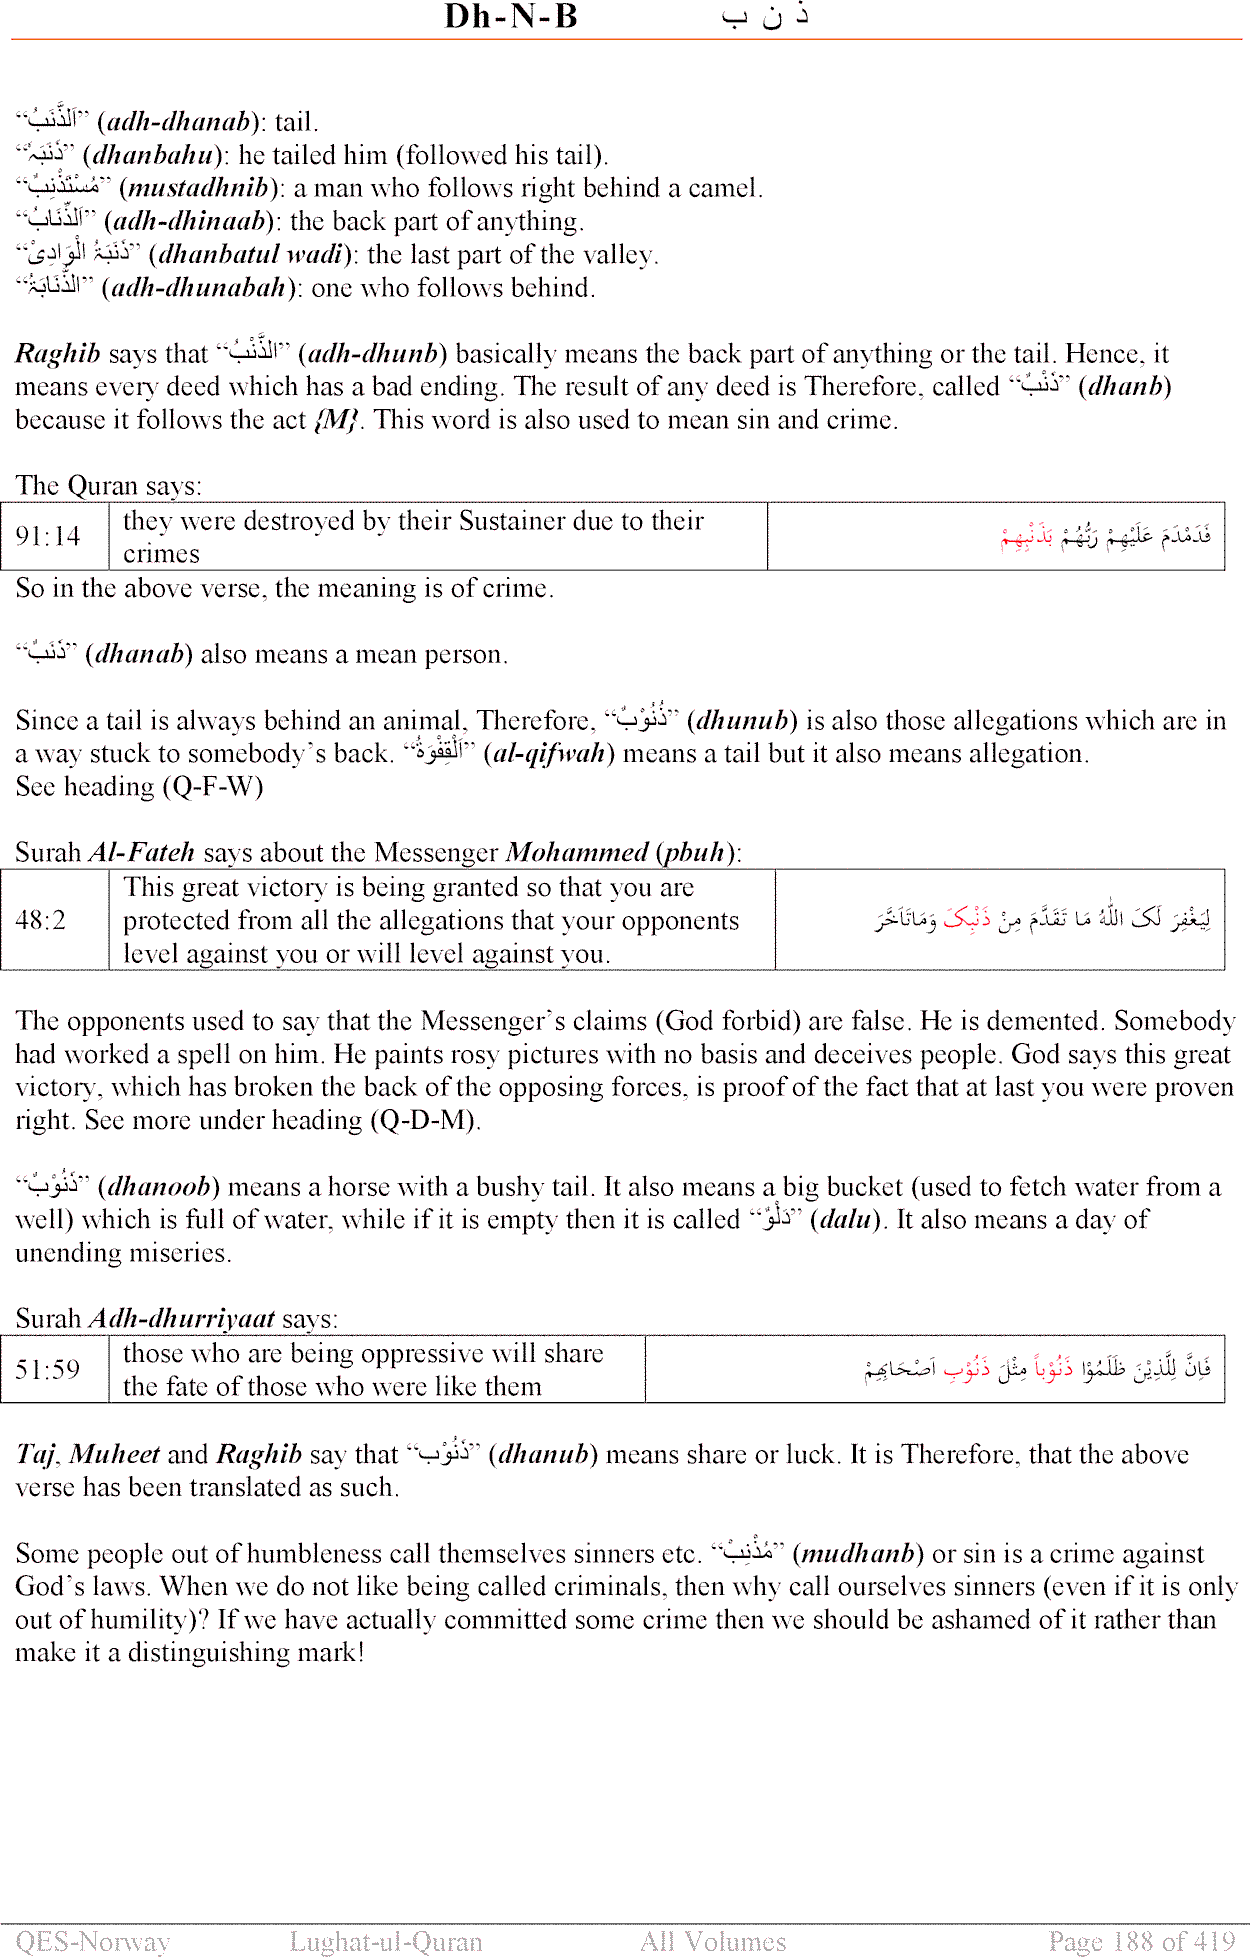 Dh-N-B ذ ن ب
“اَلذَّنَبُ” (adh-dhanab): tail.
“ذَنَبَہٗ” (dhanbahu): he tailed him (followed his tail).
“مُسْتَذْنِبٌ” (mustadhnib): a man who follows right behind a camel.
“اَلذِّنَابُ” (adh-dhinaab): the back part of anything.
“ذَنَبَۃُ الْوَادِیْ” (dhanbatul wadi): the last part of the valley.
“الذُّنَابَۃُ” (adh-dhunabah): one who follows behind.
Raghib says that “الذَّنْبُ” (adh-dhunb) basically means the back part of anything or the tail. Hence, it
means every deed which has a bad ending. The result of any deed is Therefore, called “ذَنْبٌ” (dhanb)
because it follows the act {M}. This word is also used to mean sin and crime.
The Quran says:
91:14 they were destroyed by their Sustainer due to their
crimes
فَدَمْدَمَ عَلَیْھِمْ رَبُّھُمْ بَذَنْبِھِمْ
So in the above verse, the meaning is of crime.
“ذَنَبٌ” (dhanab) also means a mean person.
Since a tail is always behind an animal, Therefore, “ذُنُوْبٌ” (dhunub) is also those allegations which are in
a way stuck to somebody’s back. “اَلْقِفْوَۃُ” (al-qifwah) means a tail but it also means allegation.
See heading (Q-F-W)
Surah Al-Fateh says about the Messenger Mohammed (pbuh):
48:2 This great victory is being granted so that you are
protected from all the allegations that your opponents
level against you or will level against you.
لِیَغْفِرَ لَکَ اللّٰہُ مَا تَقَدَّمَ مِنْ ذَنْبِکَ وَمَاتَاَخَّرَ
The opponents used to say that the Messenger’s claims (God forbid) are false. He is demented. Somebody
had worked a spell on him. He paints rosy pictures with no basis and deceives people. God says this great
victory, which has broken the back of the opposing forces, is proof of the fact that at last you were proven
right. See more under heading (Q-D-M).
“ذَنُوْبٌ” (dhanoob) means a horse with a bushy tail. It also means a big bucket (used to fetch water from a
well) which is full of water, while if it is empty then it is called “دَلْوٌ” (dalu). It also means a day of
unending miseries.
Surah Adh-dhurriyaat says:
51:59 those who are being oppressive will share
the fate of those who were like them
فَاِنَّ لِلَّذِیْنَ ظَلَمُوْا ذَنُوْباً مِثْلَ ذَنُوْبِ اَصْحَابِھِمْ
Taj, Muheet and Raghib say that “ذَنُوْب” (dhanub) means share or luck. It is Therefore, that the above
verse has been translated as such.
Some people out of humbleness call themselves sinners etc. “مُذْنِبْ” (mudhanb) or sin is a crime against
God’s laws. When we do not like being called criminals, then why call ourselves sinners (even if it is only
out of humility)? If we have actually committed some crime then we should be ashamed of it rather than
make it a distinguishing mark!
QES-Norway Lughat-ul-Quran All Volumes Page 188 of 419